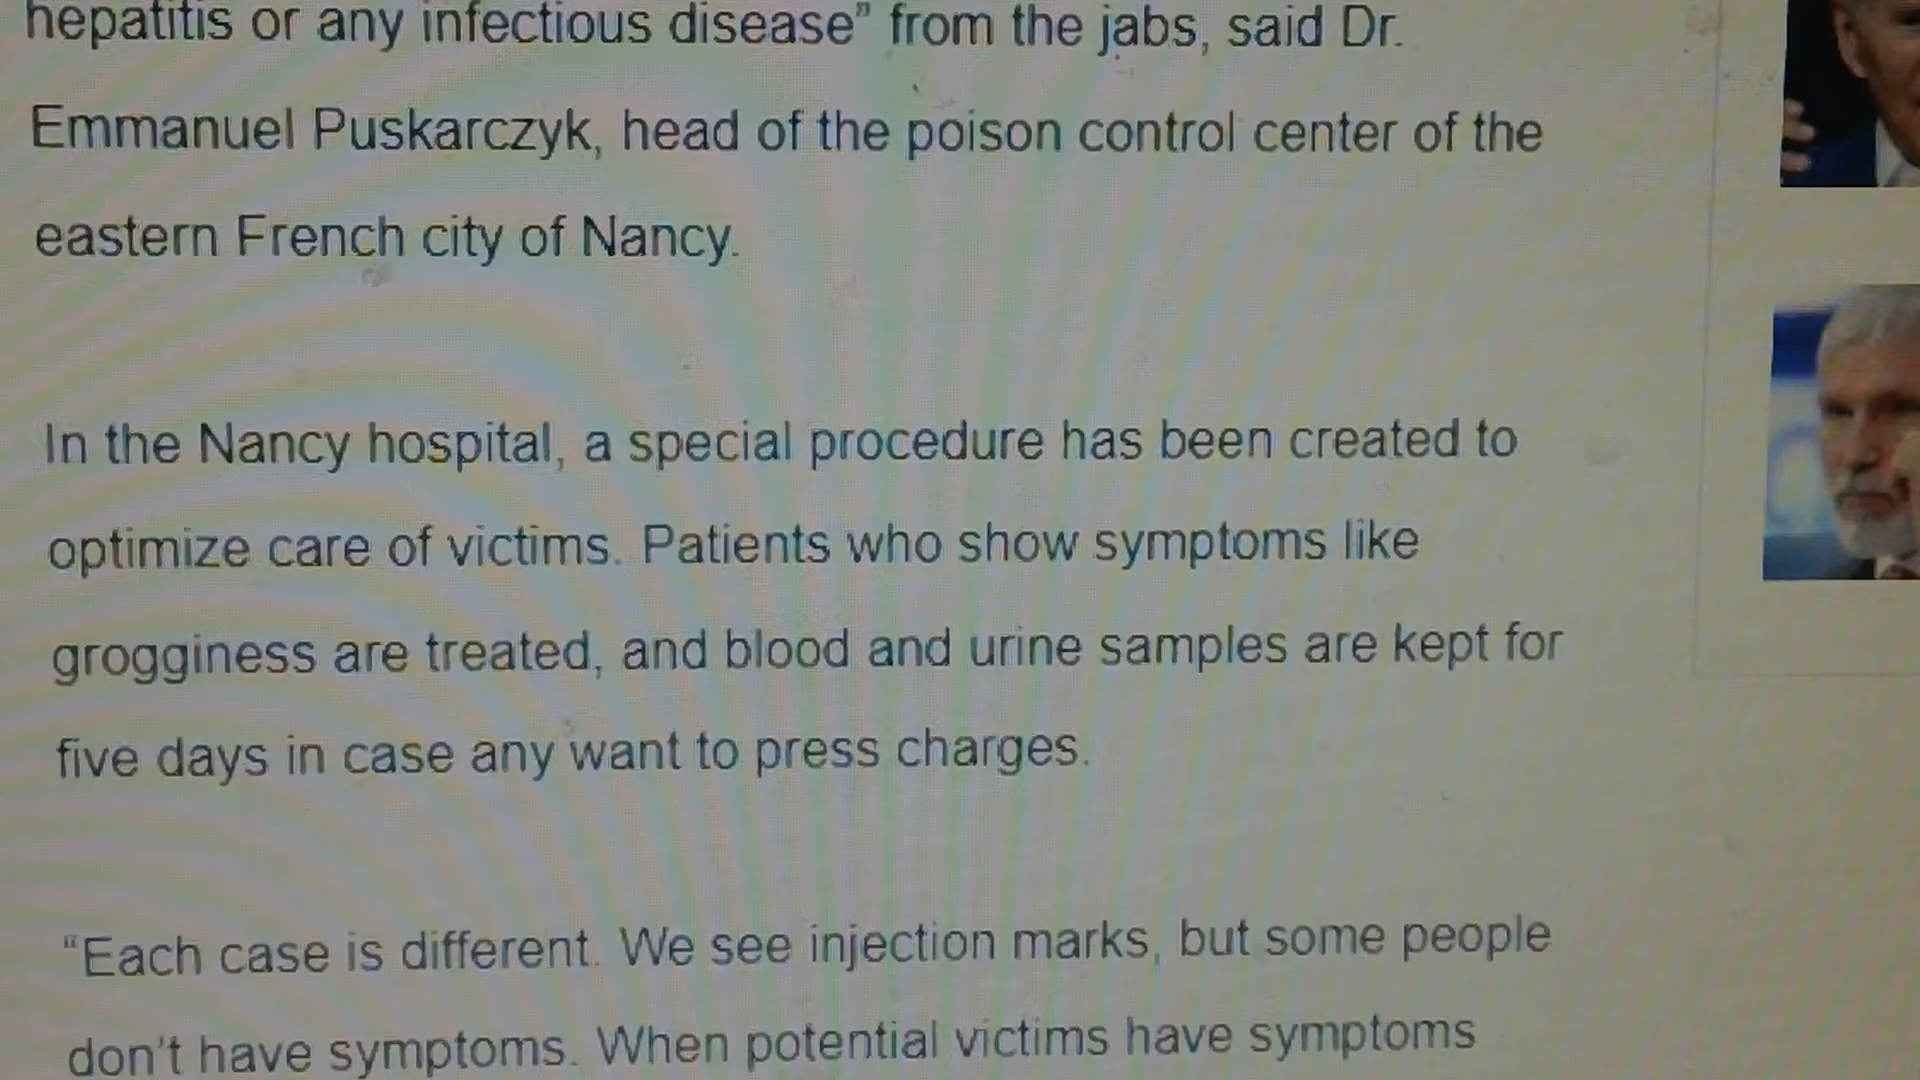 hepatitis or any infectious disease” from the jabs, said Dr.
Emmanuel Puskarczyk, head of the poison control center of the
eastern French city of Nancy.
In the Nancy hospital, a special procedure has been created to
optimize care of victims. Patients who show symptoms like
grogginess are treated, and blood and urine samples are kept for
five days in case any want to press charges.
“Each case is different. We see injection marks, but some people
don't have symptoms. When potential victims have symptoms